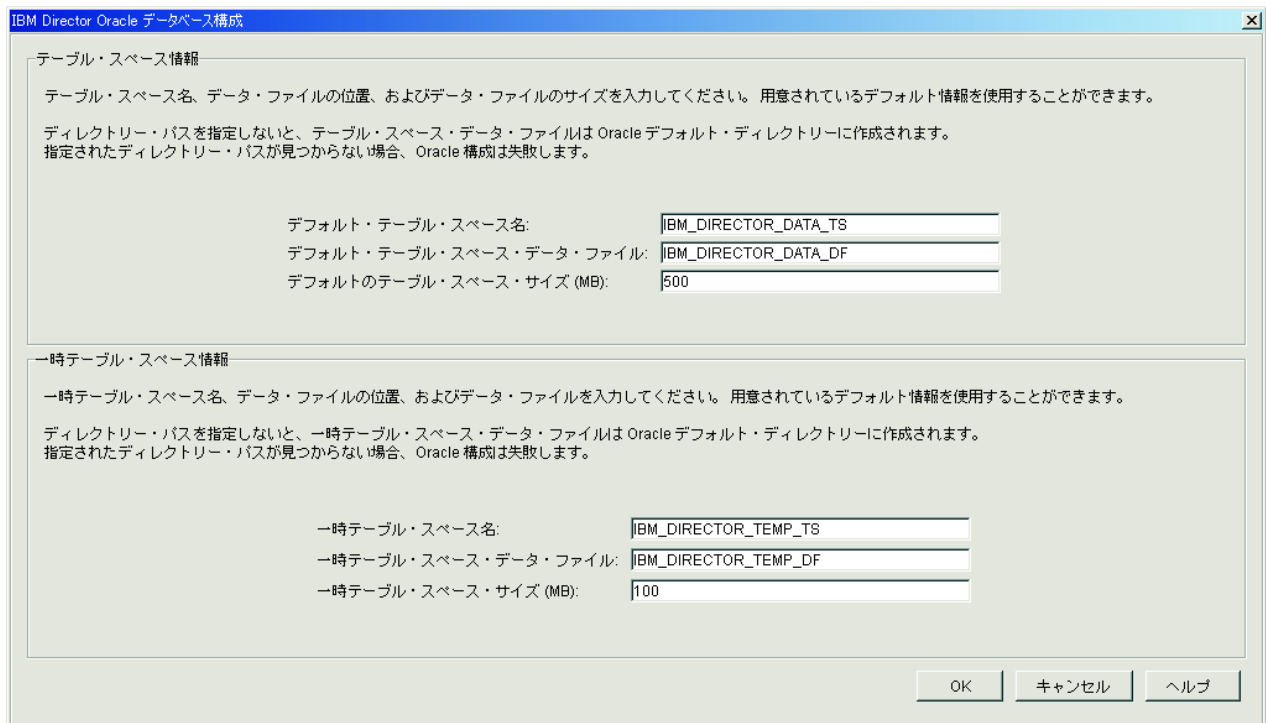 IBM Director Oracle データベース構成
テーブル・スペース情報
テーブル・スペース名、データ・ファイルの位置、およびデータ・ファイルのサイズを入力してください。 用意されているデフォルト情報を使用することができます。
ディレクトリー・パスを指定しないと、テーブル・スペース・データ・ファイルは Oracle デフォルト・ディレクトリーに作成されます。
指定されたディレクトリー・パスが見つからない場合、Oracle 構成は失敗します。
デフォルト・テーブル・スペース名: IBM_DIRECTOR_DATA_TS
デフォルト・テーブル・スペース・データ・ファイル: IBM_DIRECTOR_DATA_DF
デフォルトのテーブル・スペース・サイズ (MB): 500
一時テーブル・スペース情報
一時テーブル・スペース名、データ・ファイルの位置、およびデータ・ファイルを入力してください。 用意されているデフォルト情報を使用することができます。
ディレクトリー・パスを指定しないと、一時テーブル・スペース・データ・ファイルは Oracle デフォルト・ディレクトリーに作成されます。
指定されたディレクトリー・パスが見つからない場合、Oracle 構成は失敗します。
一時テーブル・スペース名: IBM_DIRECTOR_TEMP_TS
一時テーブル・スペース・データ・ファイル: IBM_DIRECTOR_TEMP_DF
一時テーブル・スペース・サイズ (MB): 100
OK キャンセル ヘルプ